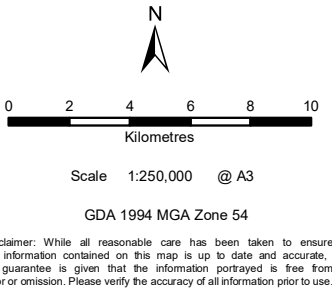 N
0 2 4 6 8 10
Kilometres
Scale 1:250,000 @ A3
GDA 1994 MGA Zone 54
claimer: While all reasonable care has been taken to ensure
information contained on this map is up to date and accurate,
guarantee is given that the information portrayed is free from
or or omission. Please verify the accuracy of all information prior to use.